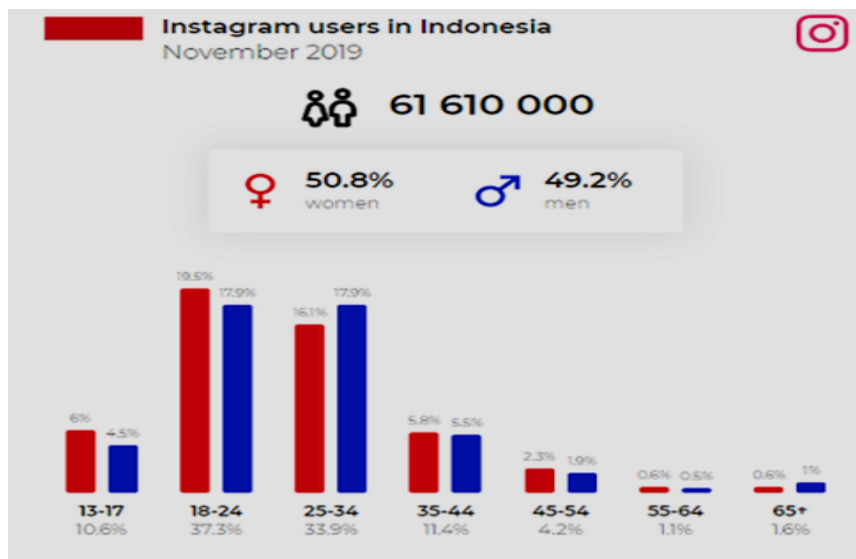 Instagram users in Indonesia
November 2019
61 610 000
50.8% 49.2%
women men
19.5% 17.9% 16.1% 17.9%
6% 4.5% 5.8% 5.5% 2.3% 1.9% 0.6% 0.5% 0.6% 1%
13-17 18-24 25-34 35-44 45-54 55-64 65+
10.6% 37.3% 33.9% 11.4% 4.2% 1.1% 1.6%